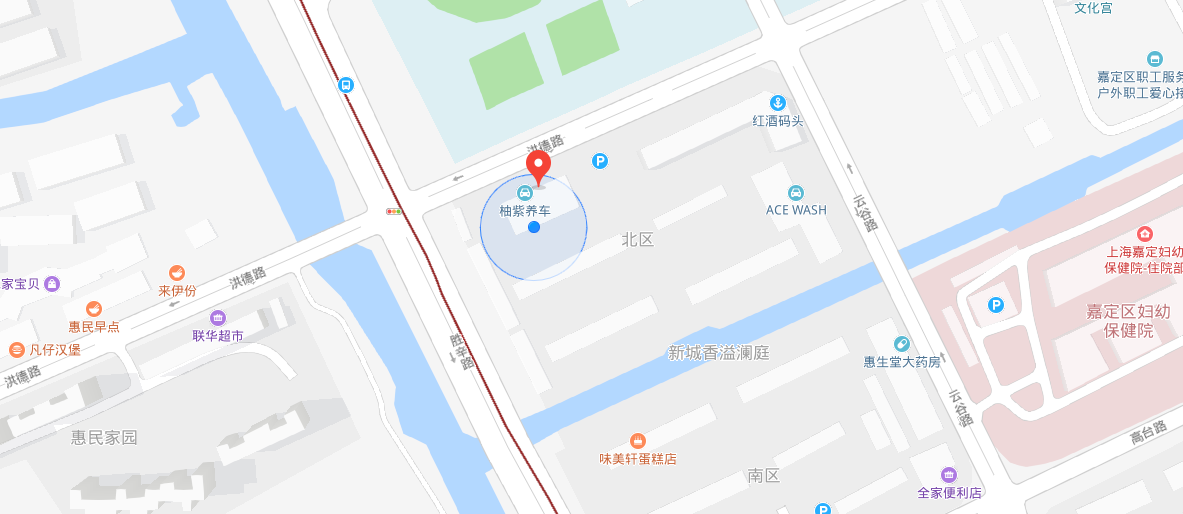 文化宫
嘉定区职工服务
户外职工爱心接
红酒码头
洪德路
P
柚紫养车
ACE WASH
云谷路
北区
上海嘉定妇幼
保健院-住院部
家宝贝
来伊份
洪德路
P
嘉定区妇幼
保健院
惠民早点
联华超市
凡仔汉堡
胜辛路
新城香溢澜庭
惠生堂大药房
洪德路
云谷路
惠民家园
高台路
味美轩蛋糕店
南区
全家便利店
P